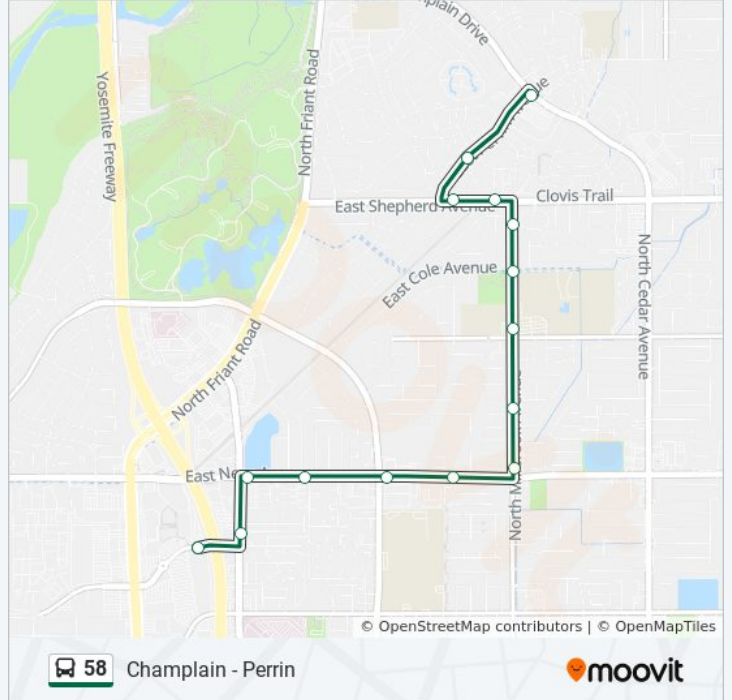 plain Drive
Yosemite Freeway
North Friant Road
East Shepherd Avenue
Clovis Trail
East Cole Avenue
North Cedar Avenue
North Friant Road
East Ne
North
© OpenStreetMap contributors | © OpenMapTiles
58
Champlain - Perrin
moovit